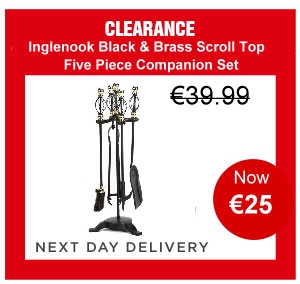 CLEARANCE
Inglenook Black & Brass Scroll Top
Five Piece Companion Set
€39.99
Now
€25
NEXT DAY DELIVERY